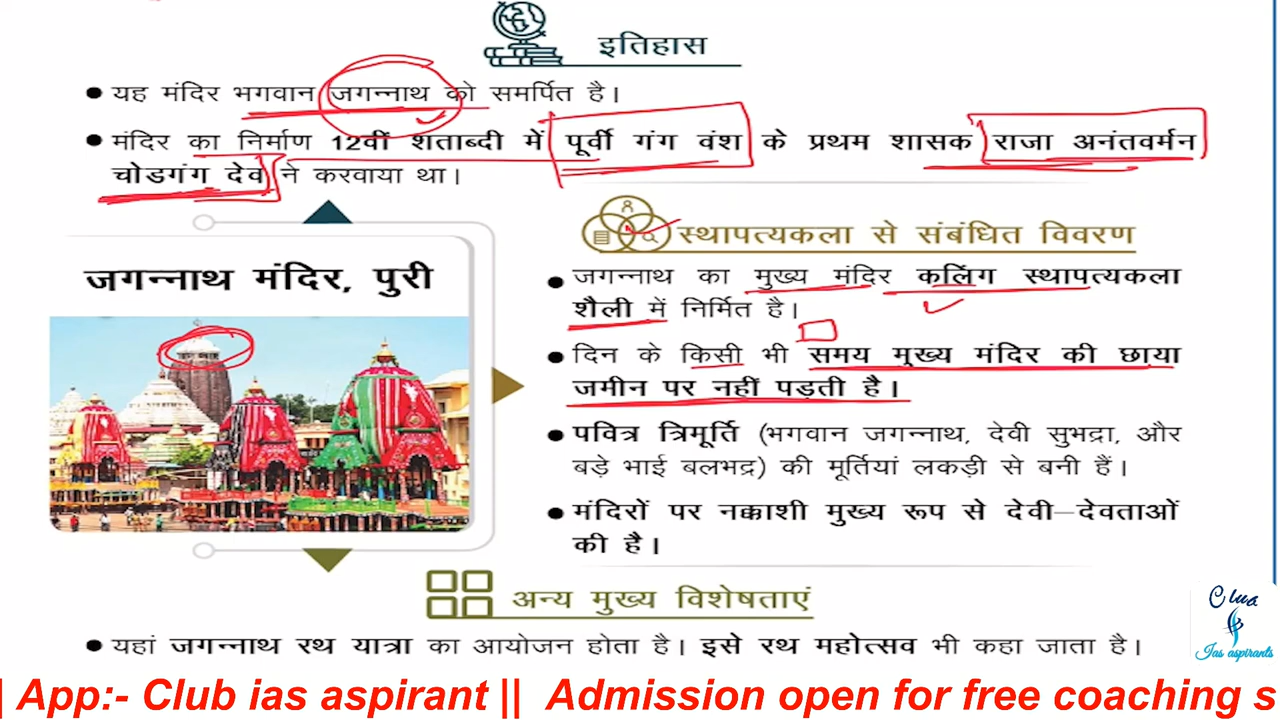 इतिहास
यह मंदिर भगवान जगन्नाथ को समर्पित है।
मंदिर का निर्माण 12वीं शताब्दी में पूर्वी गंग वंश के प्रथम शासक राजा अनंतवर्मन
चोडगंग देव ने करवाया था।
जगन्नाथ मंदिर, पुरी
स्थापत्यकला से संबंधित विवरण
जगन्नाथ का मुख्य मंदिर कलिंग स्थापत्यकला
शैली में निर्मित है।
दिन के किसी भी समय मुख्य मंदिर की छाया
जमीन पर नहीं पड़ती है।
पवित्र त्रिमूर्ति (भगवान जगन्नाथ, देवी सुभद्रा, और
बड़े भाई बलभद्र) की मूर्तियां लकड़ी से बनी हैं।
मंदिरों पर नक्काशी मुख्य रूप से देवी–देवताओं
की है।
अन्य मुख्य विशेषताएं
यहां जगन्नाथ रथ यात्रा का आयोजन होता है। इसे रथ महोत्सव भी कहा जाता है।
Club
Ias aspirants
| App:- Club ias aspirant || Admission open for free coaching s